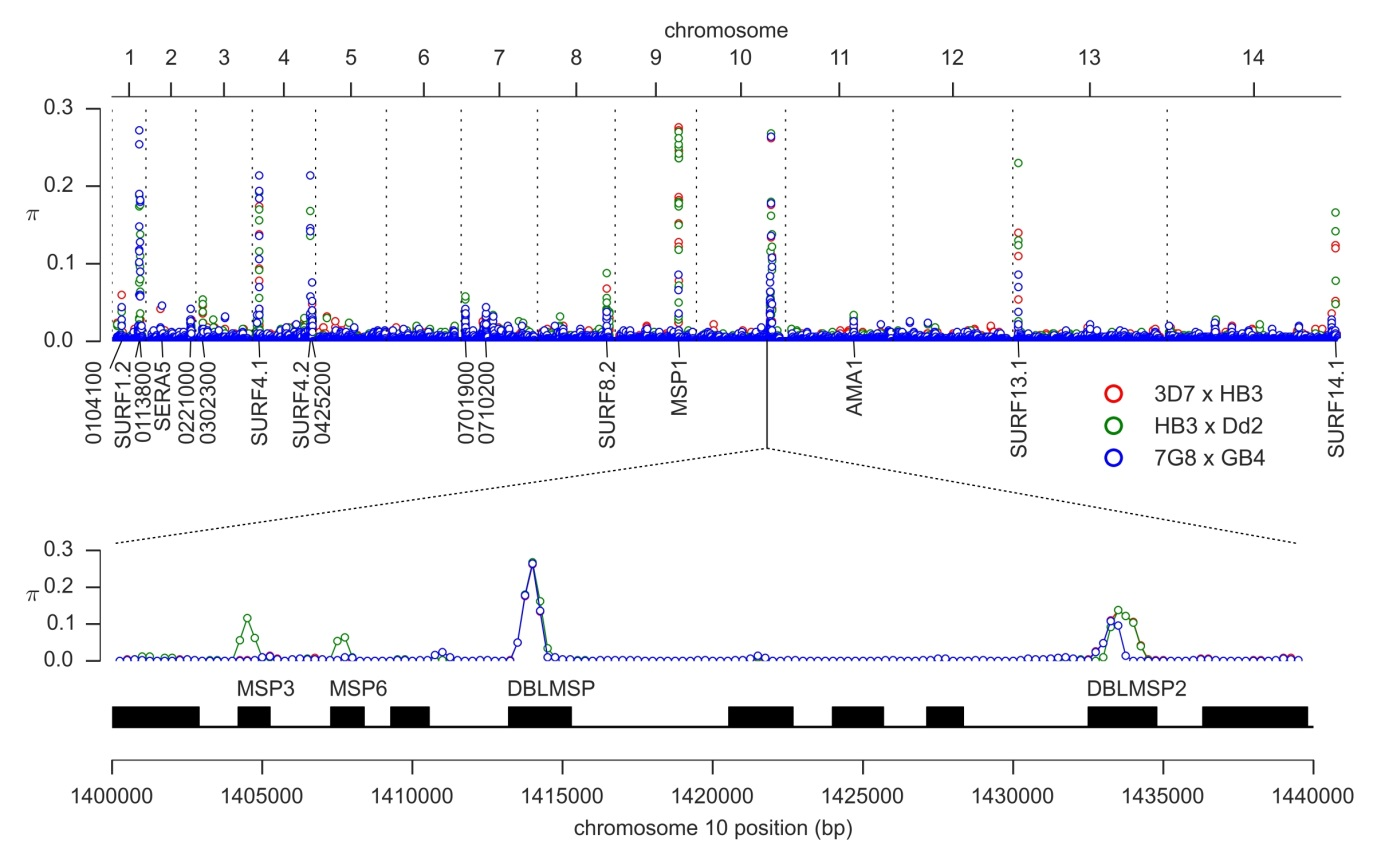 chromosome
1 2 3 4 5 6 7 8 9 10 11 12 13 14
0.3
0.2
π
0.1
0.0
0104100 SURF1.2 0113800 SERA5 0221000 0302300 SURF4.1 SURF4.2 0425200 0701900 0710200 SURF8.2 MSP1 AMA1 SURF13.1 SURF14.1
3D7 x HB3
HB3 x Dd2
7G8 x GB4
0.3
0.2
π
0.1
0.0
MSP3 MSP6 DBLMSP DBLMSP2
1400000 1405000 1410000 1415000 1420000 1425000 1430000 1435000 1440000
chromosome 10 position (bp)